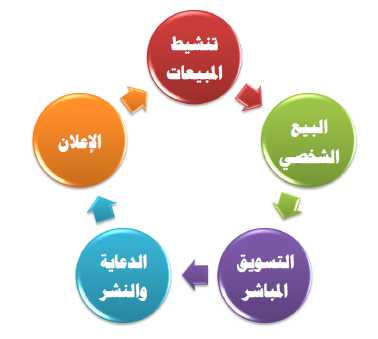 تنشيط
المبيعات
البيع
الشخصي
التسويق
المباشر
الدعاية
والنشر
الإعلان